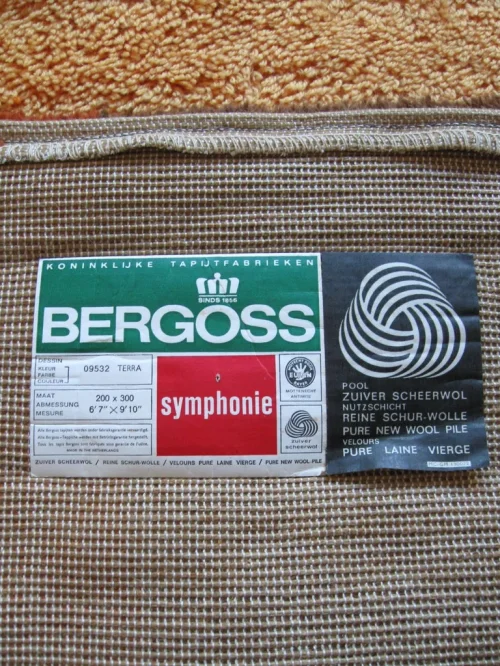 KONINKLIJKE TAPIJTFABRIEKEN
SINDS 1856
BERGOSS
DESSIN
KLEUR
FARBE
COULEUR
09532 TERRA
MAAT
ABMESSUNG
MESURE
200 x 300
6'7" X 9'10"
symphonie
zuiver
scheerwol
ZUIVER SCHEERWOL / REINE SCHUR-WOLLE / VELOURS PURE LAINE VIERGE / PURE NEW WOOL PILE
POOL
ZUIVER SCHEERWOL
NUTZSCHICHT
REINE SCHUR-WOLLE
PURE NEW WOOL PILE
VELOURS
PURE LAINE VIERGE